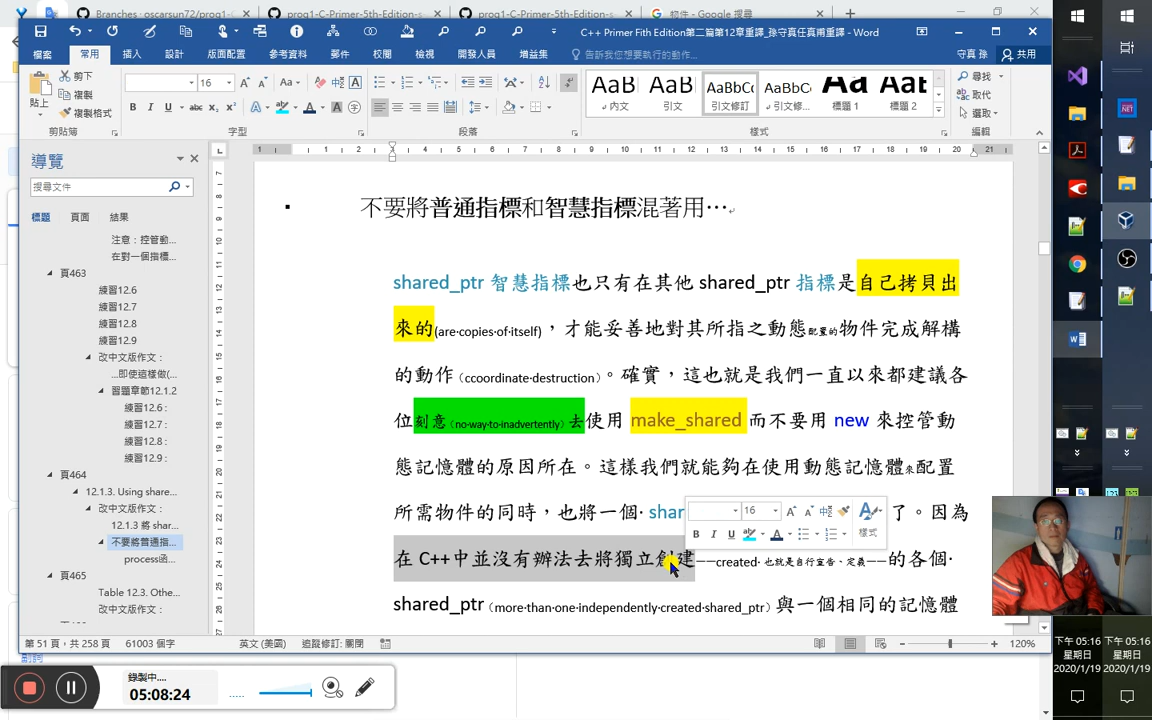 Branches · oscarsun72/prog1-C
prog1-C-Primer-5th-Edition-s
prog1-C-Primer-5th-Edition-s
物件 - Google 搜尋
C++ Primer Fith Edition第二篇第12章重譯_孫守真任真甫重譯 - Word
檔案 常用 插入 設計 版面配置 參考資料 郵件 校閱 檢視 開發人員 增益集 告訴我您想要執行的動作... 守真 孫 共用
貼上 剪下 複製 複製格式
16
AaBb AaBb AaBbCc AaBbCc AaB Aat
內文 引文 引文修訂 引文修... 標題 1 標題 2
尋找 取代 選取
剪貼簿 字型 段落 樣式 編輯
導覽
搜尋文件
標題 頁面 結果
注意：控管動...
在對一個指標...
頁463
練習12.6
練習12.7
練習12.8
練習12.9
改中文版作文：
...即使這樣做(...
習題章節12.1.2
練習12.6：
練習12.7：
練習12.8：
練習12.9：
頁464
12.1.3. Using share...
改中文版作文：
12.1.3 將 shar...
不要將普通指...
process函...
頁465
Table 12.3. Othe...
改中文版作文：
不要將普通指標和智慧指標混著用…
shared_ptr 智慧指標也只有在其他 shared_ptr 指標是自己拷貝出
來的(are copies of itself)，才能妥善地對其所指之動態配置的物件完成解構
的動作（ccoordinate destruction）。確實，這也就是我們一直以來都建議各
位刻意（no way to inadvertently）去使用 make_shared 而不要用 new 來控管動
態記憶體的原因所在。這樣我們就能夠在使用動態記憶體來配置
所需物件的同時，也將一個 shar 了。因為
16
在 C++中並沒有辦法去將獨立創建──created 也就是行宣告、定義──的各個
shared_ptr（more than one independently created shared_ptr）與一個相同的記憶體
第 51 頁，共 258 頁 61003 個字 英文 (美國) 追蹤修訂: 關閉 120%
錄製中...
05:08:24
下午 05:16
星期日
2020/1/19
下午 05:16
星期日
2020/1/19